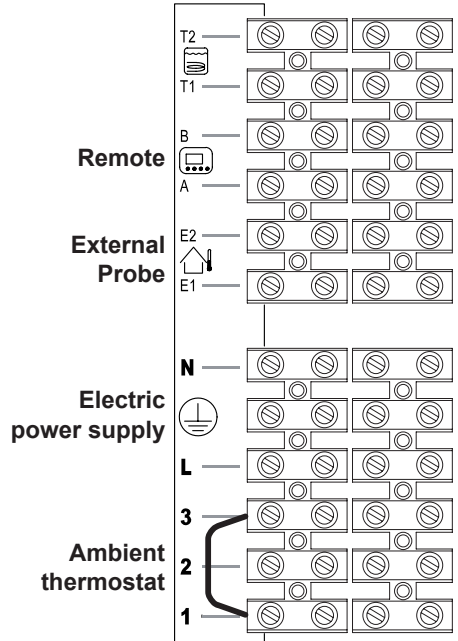 T2
T1
B
Remote
A
E2
External
Probe
E1
N
Electric
power supply
L
3
Ambient
thermostat
2
1